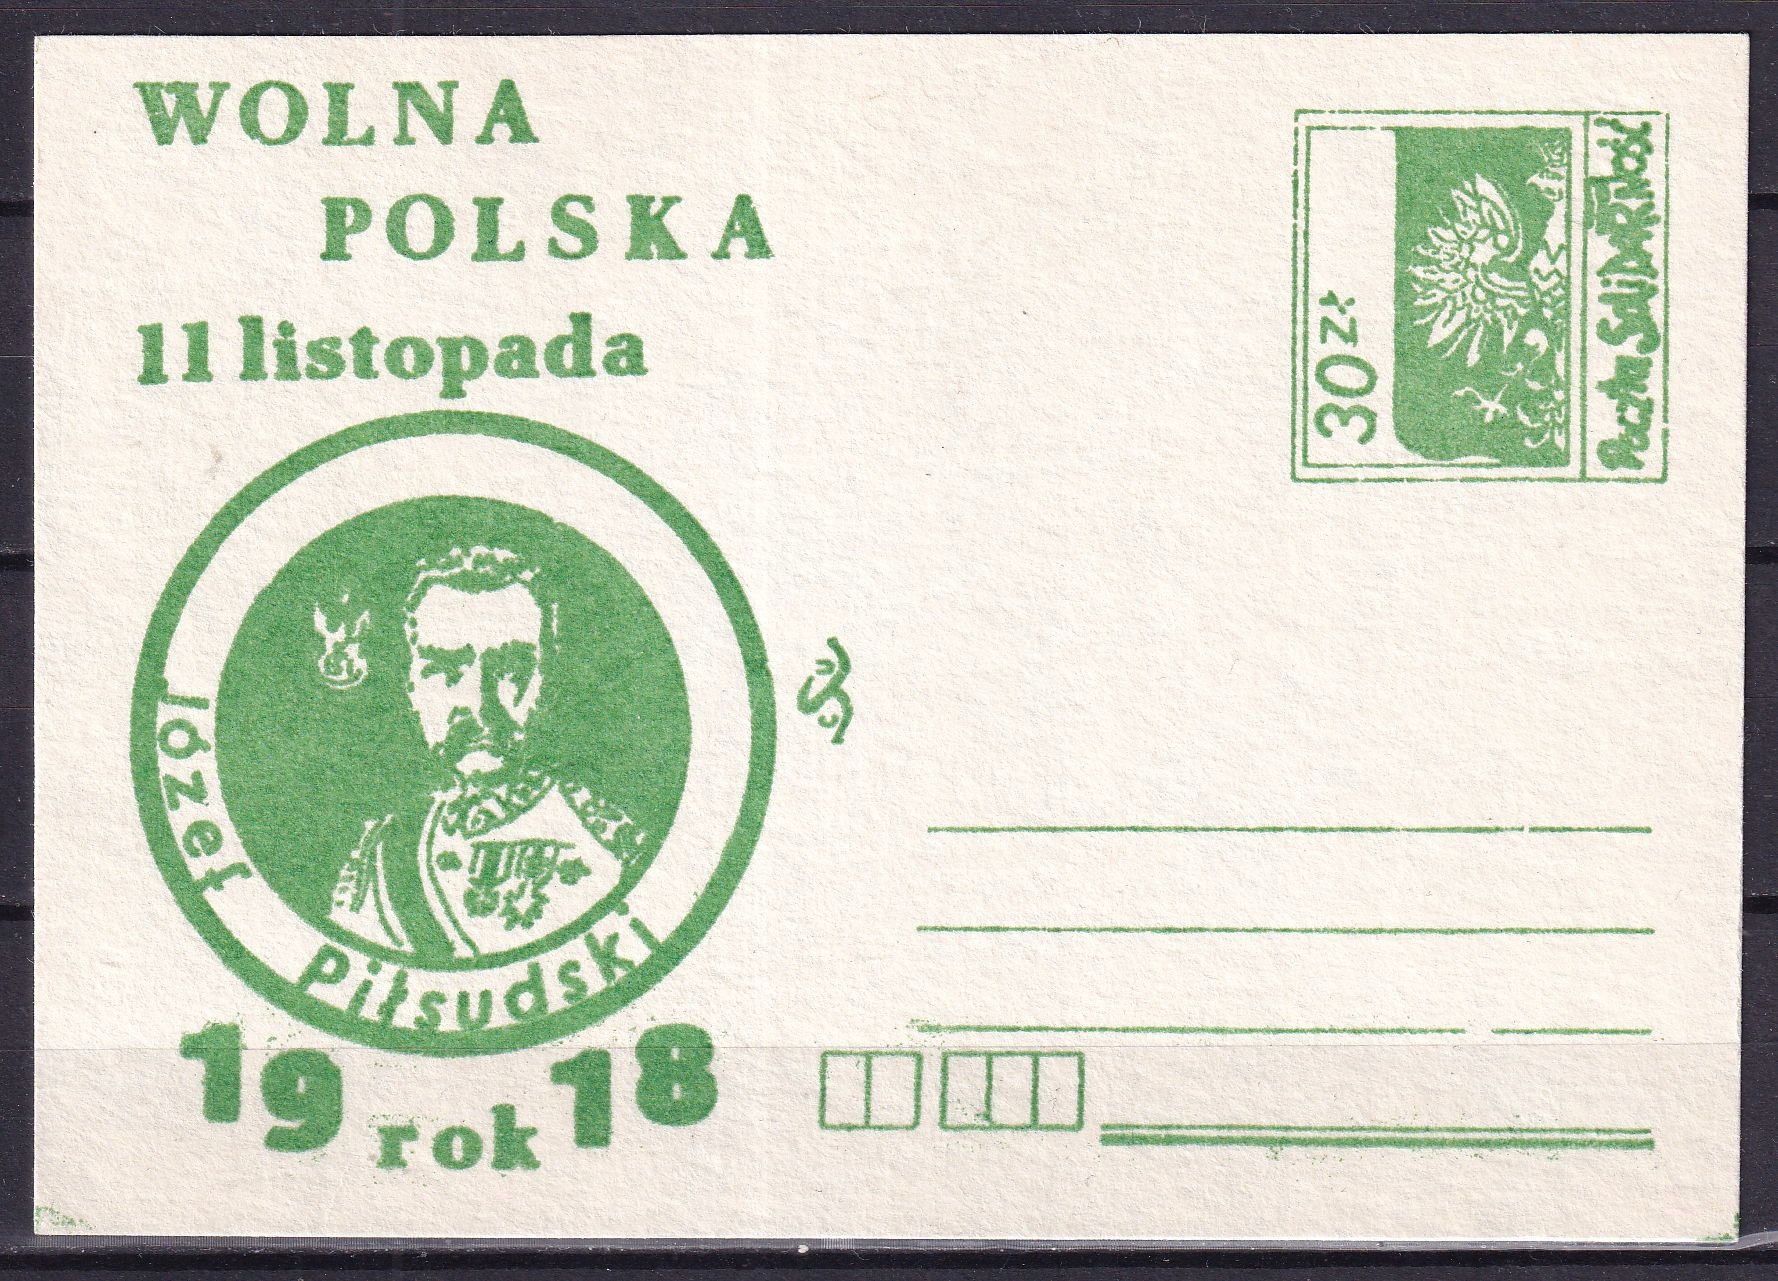 WOLNA
POLSKA
11 listopada
Józef Piłsudski
19 rok 18
30 zł
Poczta SOLIDARNOŚĆ